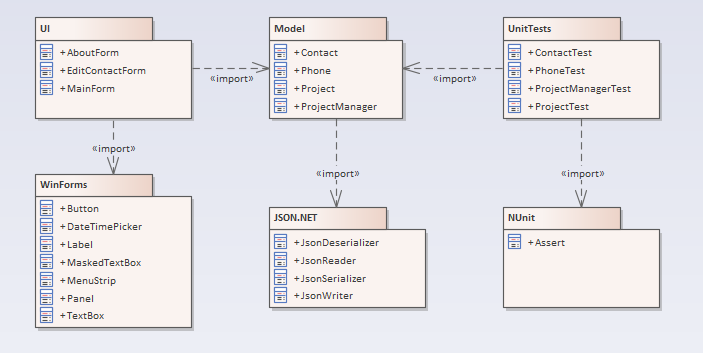 UI
+AboutForm
+EditContactForm
+MainForm
«import»
Model
+Contact
+Phone
+Project
+ProjectManager
«import»
UnitTests
+ContactTest
+PhoneTest
+ProjectManagerTest
+ProjectTest
«import»
«import»
«import»
WinForms
+Button
+DateTimePicker
+Label
+MaskedTextBox
+MenuStrip
+Panel
+TextBox
JSON.NET
+JsonDeserializer
+JsonReader
+JsonSerializer
+JsonWriter
NUnit
+Assert